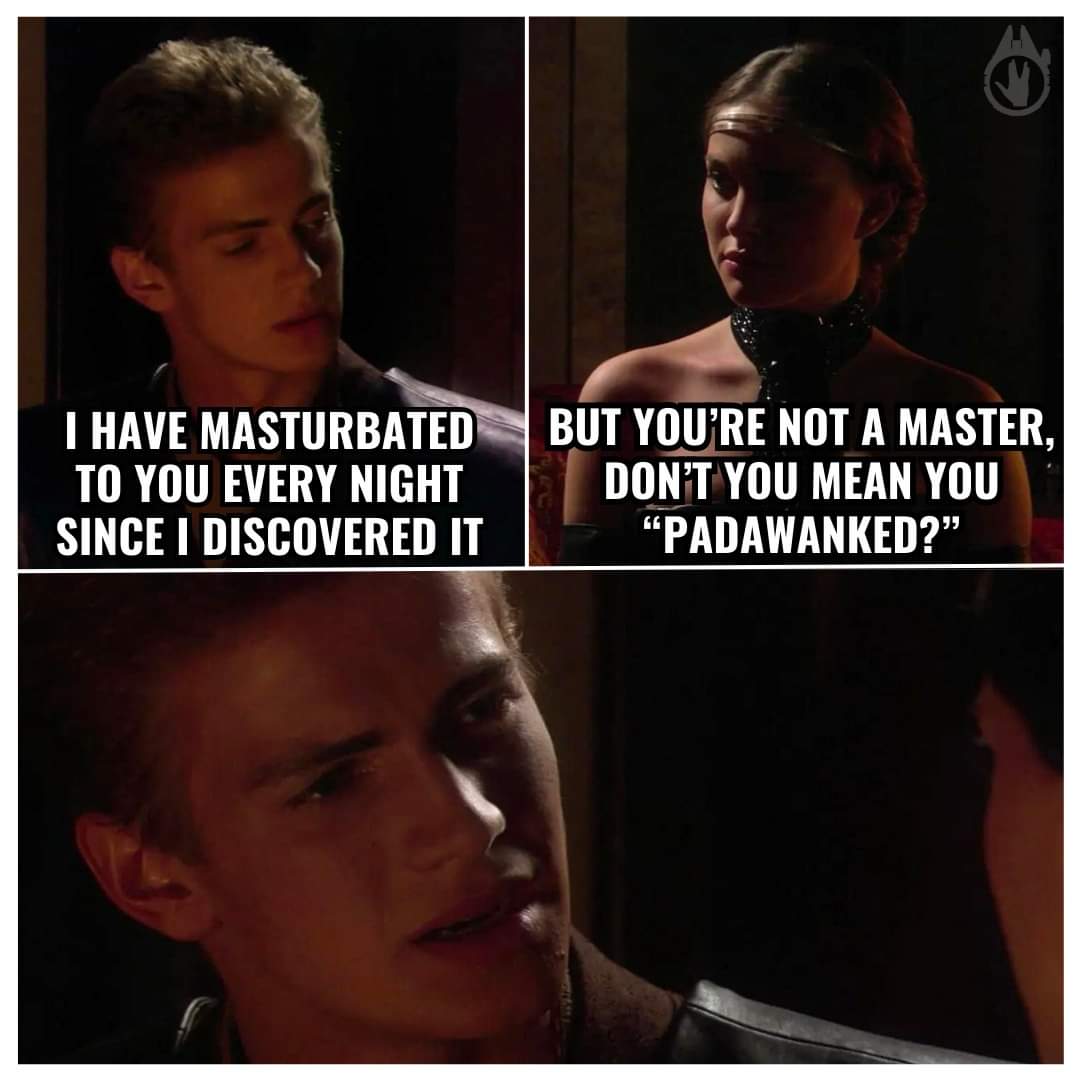 I HAVE MASTURBATED
TO YOU EVERY NIGHT
SINCE I DISCOVERED IT
BUT YOU'RE NOT A MASTER,
DON'T YOU MEAN YOU
“PADAWANKED?”